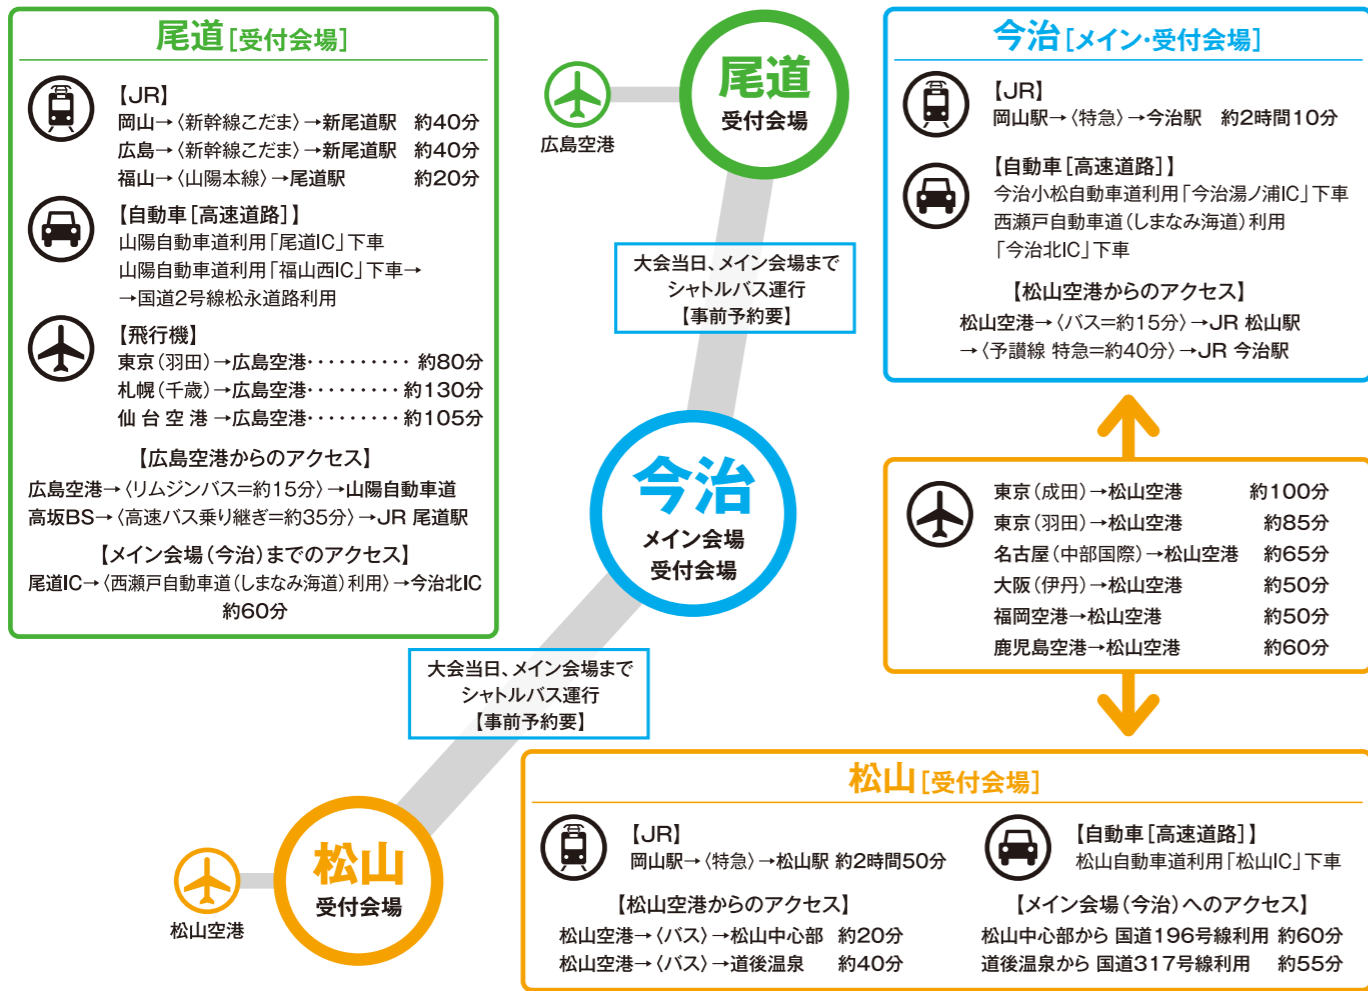 尾道[受付会場]
【JR】
岡山→〈新幹線こだま〉→新尾道駅 約40分
広島→〈新幹線こだま〉→新尾道駅 約40分
福山→〈山陽本線〉→尾道駅 約20分
【自動車[高速道路]】
山陽自動車道利用「尾道IC」下車
山陽自動車道利用「福山西IC」下車→
→国道2号線松永道路利用
【飛行機】
東京(羽田)→広島空港・・・・・・・・・・ 約80分
札幌(千歳)→広島空港・・・・・・・・・ 約130分
仙台空港→広島空港・・・・・・・・・ 約105分
【広島空港からのアクセス】
広島空港→〈リムジンバス=約15分〉→山陽自動車道
高坂BS→〈高速バス乗り継ぎ=約35分〉→JR 尾道駅
【メイン会場(今治)までのアクセス】
尾道IC→〈西瀬戸自動車道(しまなみ海道)利用〉→今治北IC
約60分
広島空港
尾道
受付会場
大会当日、メイン会場まで
シャトルバス運行
【事前予約要】
今治
メイン会場
受付会場
大会当日、メイン会場まで
シャトルバス運行
【事前予約要】
松山
受付会場
松山空港
今治[メイン・受付会場]
【JR】
岡山駅→〈特急〉→今治駅 約2時間10分
【自動車[高速道路]】
今治小松自動車道利用「今治湯ノ浦IC」下車
西瀬戸自動車道(しまなみ海道)利用
「今治北IC」下車
【松山空港からのアクセス】
松山空港→〈バス=約15分〉→JR 松山駅
→〈予讃線 特急=約40分〉→JR 今治駅
東京(成田)→松山空港 約100分
東京(羽田)→松山空港 約85分
名古屋(中部国際)→松山空港 約65分
大阪(伊丹)→松山空港 約50分
福岡空港→松山空港 約50分
鹿児島空港→松山空港 約60分
松山[受付会場]
【JR】
岡山駅→〈特急〉→松山駅 約2時間50分
【松山空港からのアクセス】
松山空港→〈バス〉→松山中心部 約20分
松山空港→〈バス〉→道後温泉 約40分
【自動車[高速道路]】
松山自動車道利用「松山IC」下車
【メイン会場(今治)へのアクセス】
松山中心部から 国道196号線利用 約60分
道後温泉から 国道317号線利用 約55分